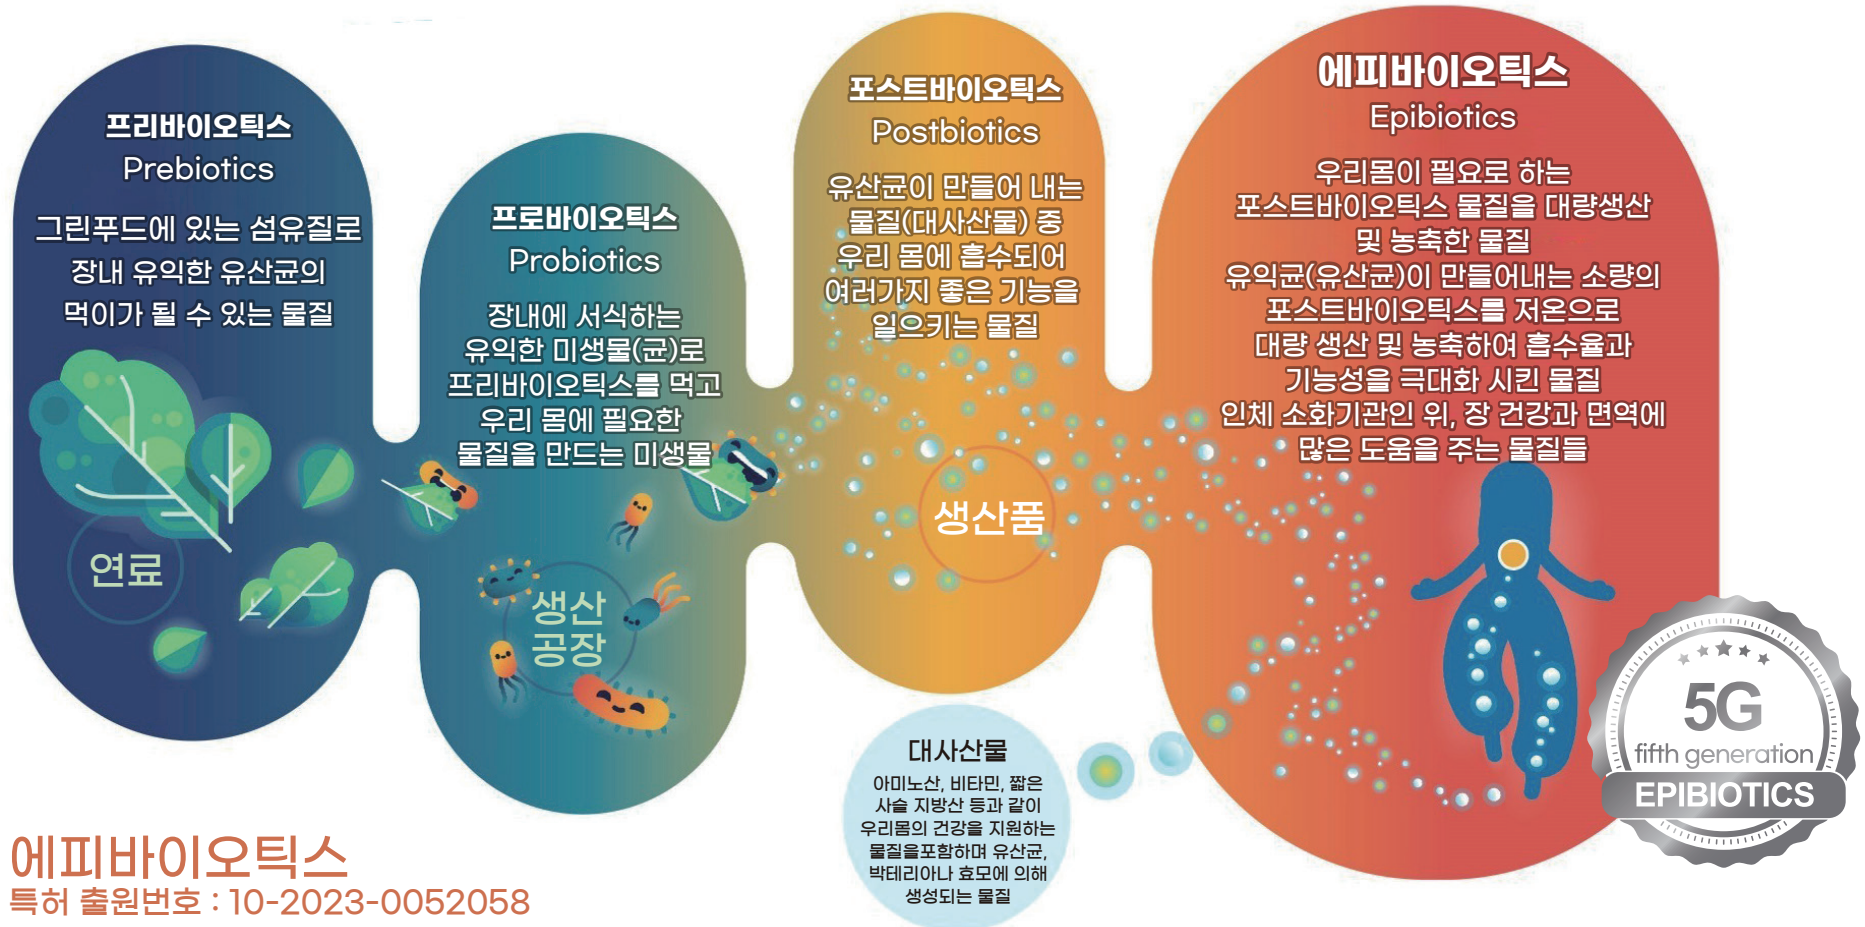 프리바이오틱스
Prebiotics
그린푸드에 있는 섬유질로
장내 유익한 유산균의
먹이가 될 수 있는 물질
연료
프로바이오틱스
Probiotics
장내에 서식하는
유익한 미생물(균)로
프리바이오틱스를 먹고
우리 몸에 필요한
물질을 만드는 미생물
생산
공장
포스트바이오틱스
Postbiotics
유산균이 만들어 내는
물질(대사산물) 중
우리 몸에 흡수되어
여러가지 좋은 기능을
일으키는 물질
생산품
대사산물
아미노산, 비타민, 짧은
사슬 지방산 등과 같이
우리몸의 건강을 지원하는
물질을포함하며 유산균,
박테리아나 효모에 의해
생성되는 물질
에피바이오틱스
Epibiotics
우리몸이 필요로 하는
포스트바이오틱스 물질을 대량생산
및 농축한 물질
유익균(유산균)이 만들어내는 소량의
포스트바이오틱스를 저온으로
대량 생산 및 농축하여 흡수율과
기능성을 극대화 시킨 물질
인체 소화기관인 위, 장 건강과 면역에
많은 도움을 주는 물질들
5G
fifth generation
EPIBIOTICS
에피바이오틱스
특허 출원번호 : 10-2023-0052058